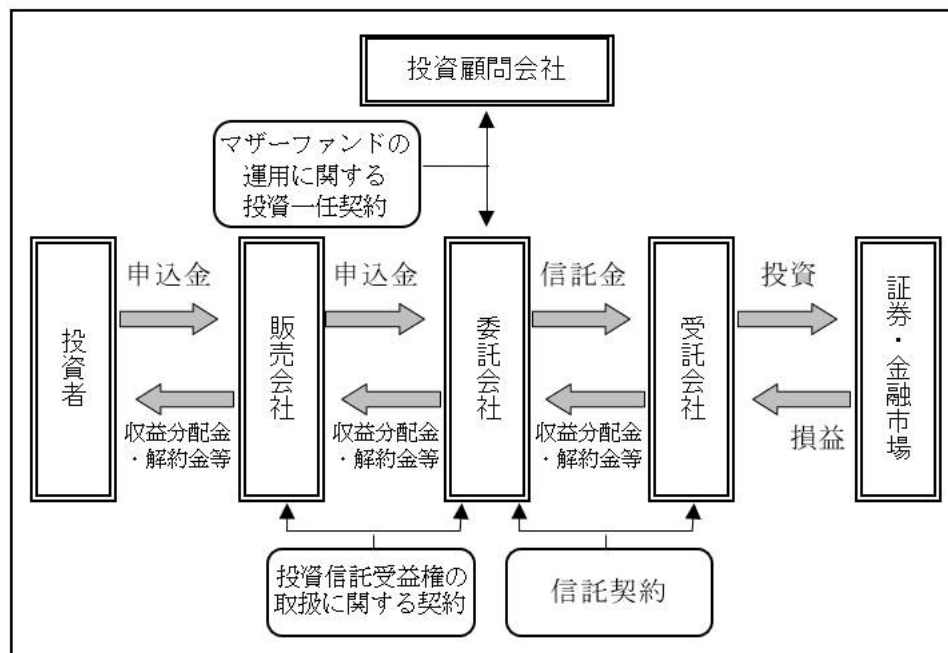 投資顧問会社
マザーファンドの
運用に関する
投資一任契約
投資者
申込金
収益分配金
・解約金等
販売会社
申込金
収益分配金
・解約金等
委託会社
信託金
収益分配金
・解約金等
受託会社
投資
損益
証券・金融市場
投資信託受益権の
取扱に関する契約
信託契約